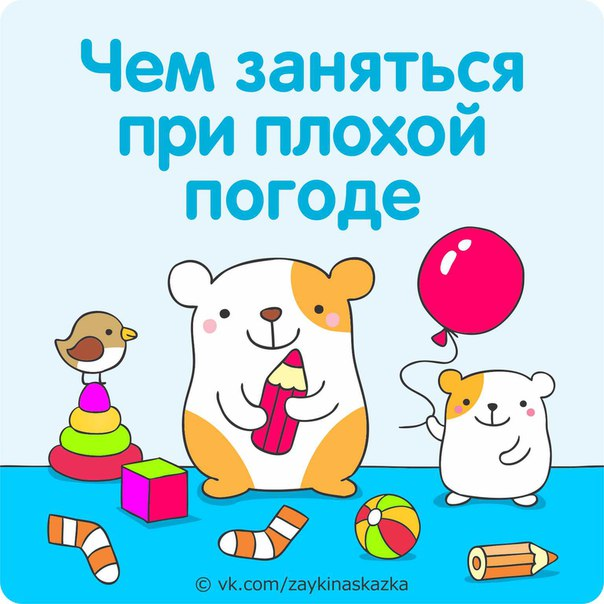 Чем заняться
при плохой
погоде
© vk.com/zaykinaskazka